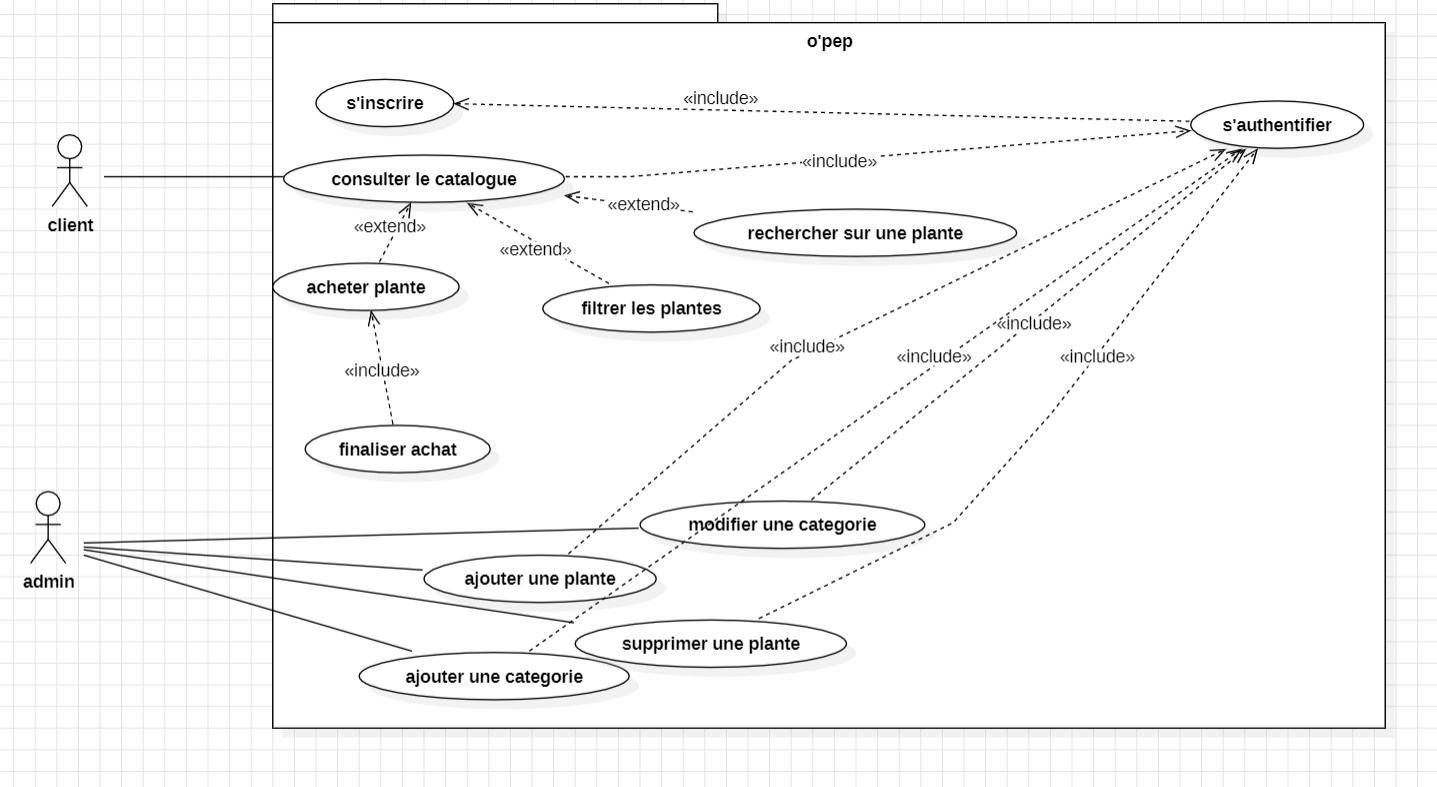 o'pep
s'inscrire
«include»
s'authentifier
«include»
consulter le catalogue
«extend»
client
«extend»
rechercher sur une plante
«extend»
acheter plante
filtrer les plantes
«include»
«include»
«include»
«include»
«include»
finaliser achat
modifier une categorie
admin
ajouter une plante
supprimer une plante
ajouter une categorie